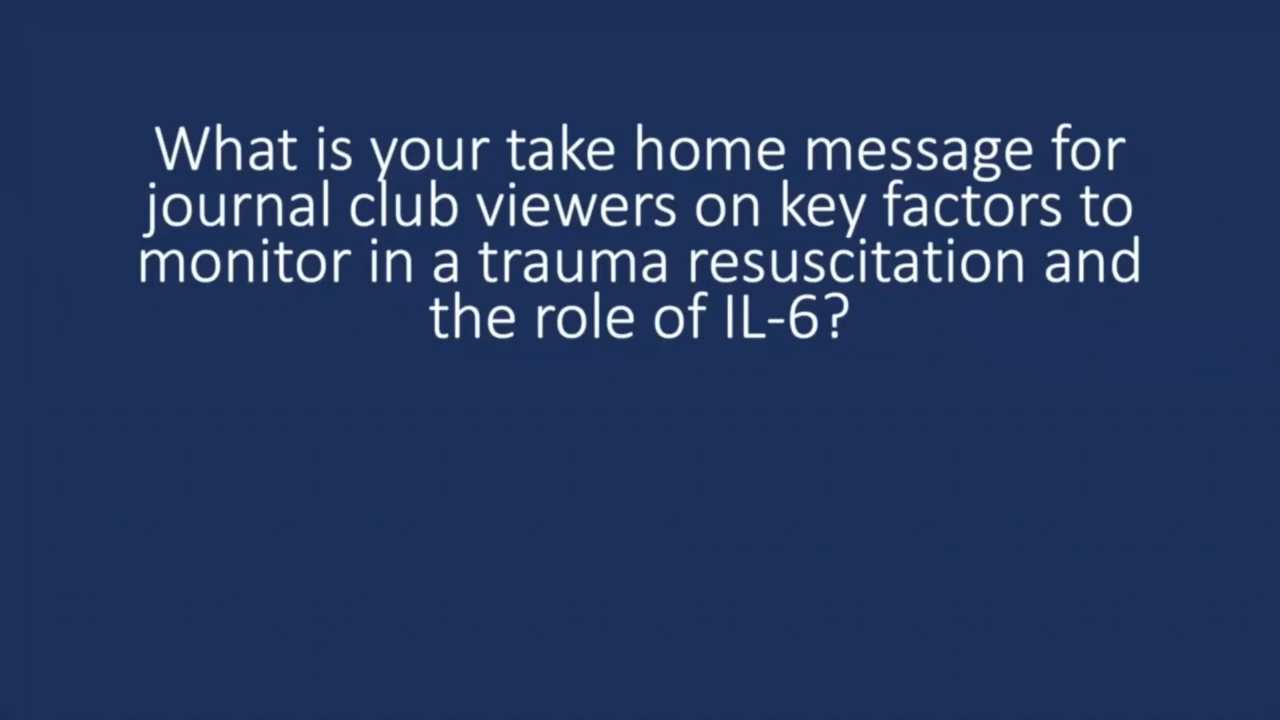 What is your take home message for
journal club viewers on key factors to
monitor in a trauma resuscitation and
the role of IL-6?